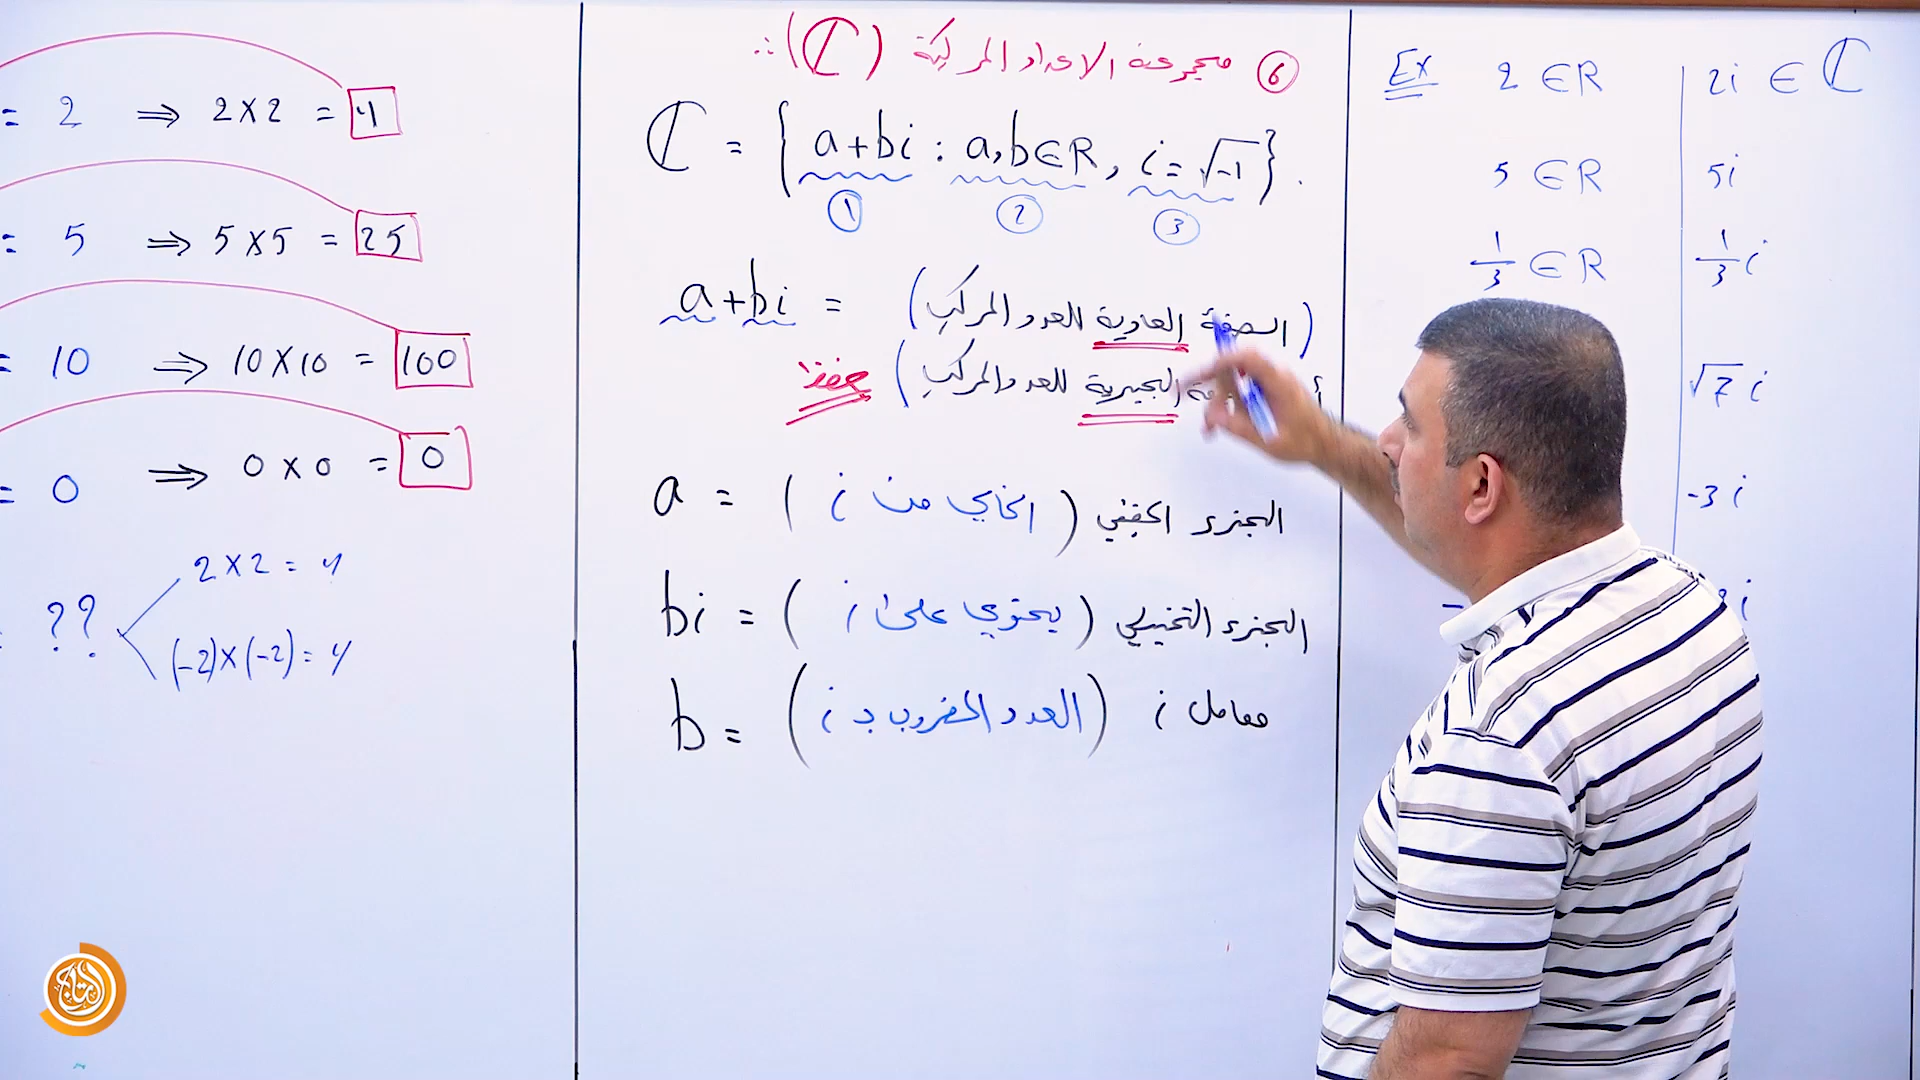 = 2 ⇒ 2 × 2 = 4
= 5 ⇒ 5 × 5 = 25
= 10 ⇒ 10 × 10 = 100
= 0 ⇒ 0 × 0 = 0
?? 2 × 2 = 4
(-2) × (-2) = 4
⑥ مجموعة الاعداد المركبة (ℂ) ∴
ℂ = { a + bi : a, b ∈ R, i = √-1 }.
① ② ③
a + bi = (الصفة العادية للعدد المركب)
الجبرية للعدد المركب) حفظ
a = الجزء الحقيقي (الخالي من i)
bi = الجزء التخيلي (يحتوي على i)
b = معامل i (العدد المضروب بـ i)
Ex 2 ∈ R 2i ∈ ℂ
5 ∈ R 5i
1/3 ∈ R 1/3 i
√7 i
-3 i
i
التاج